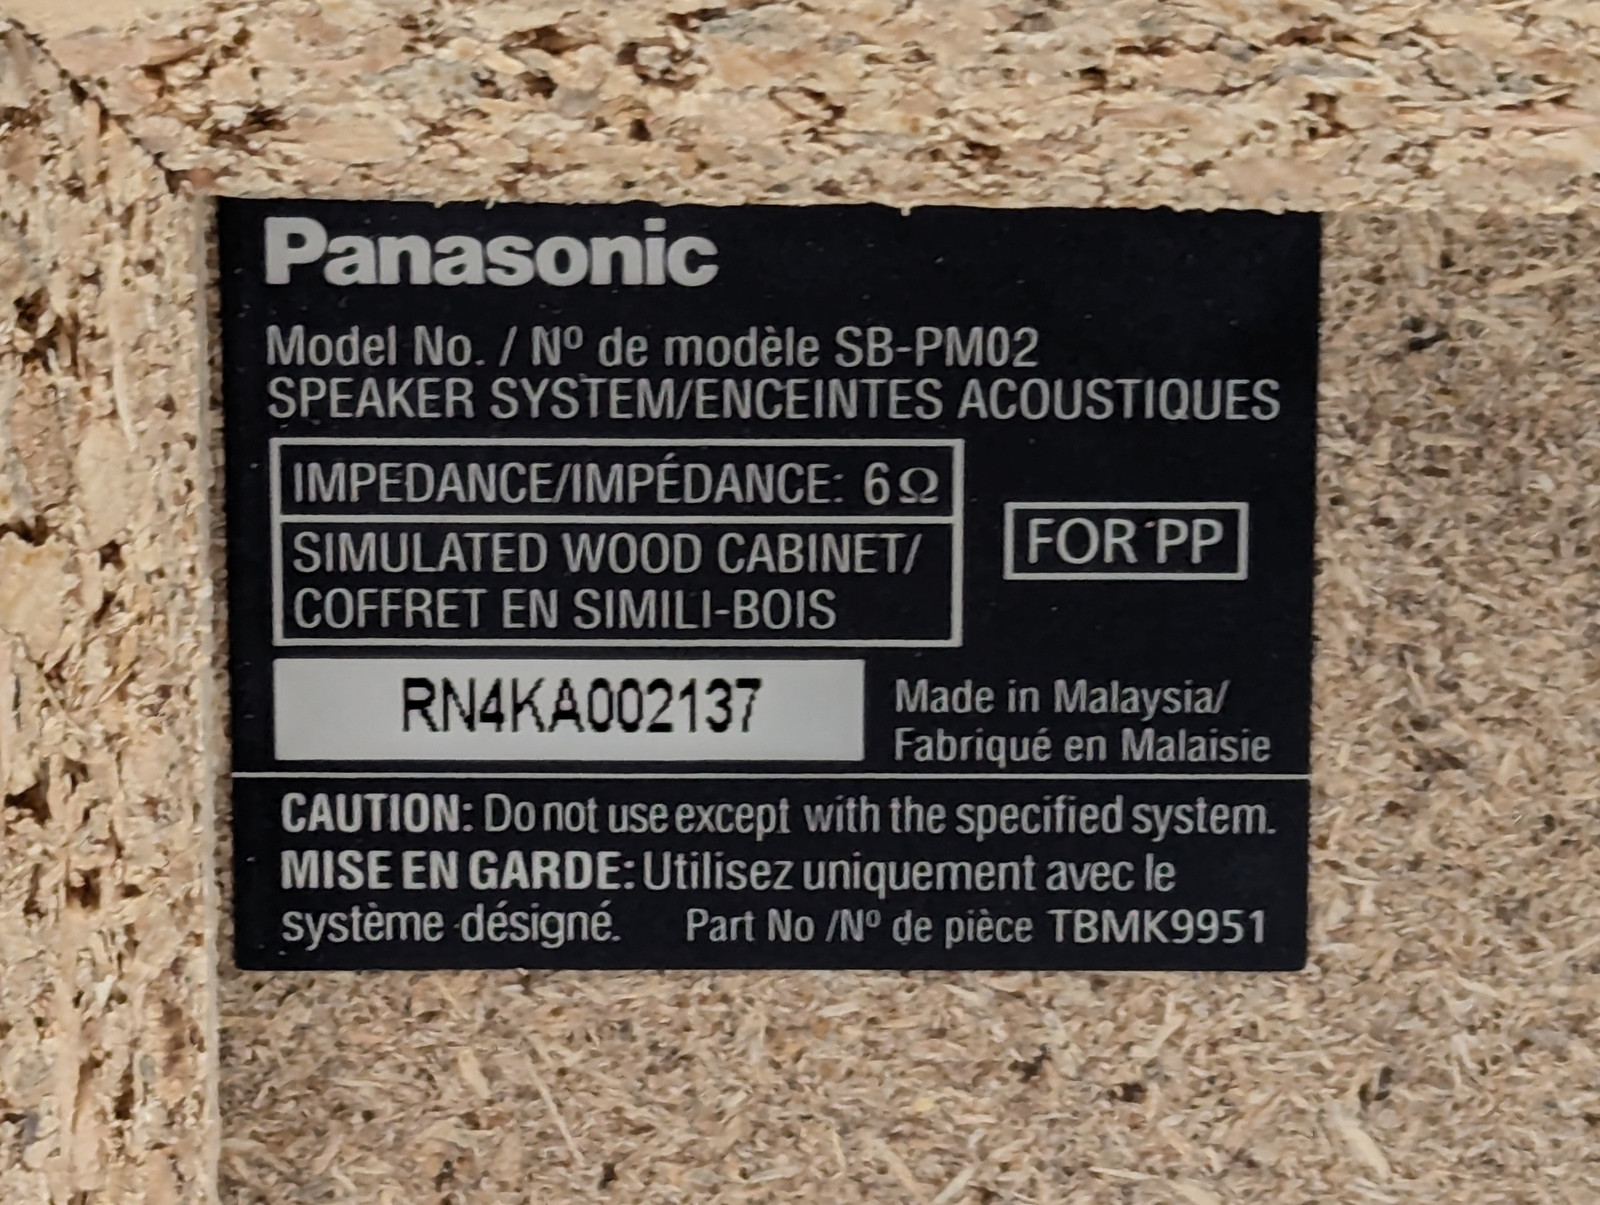 Panasonic
Model No. / Nº de modèle SB-PM02
SPEAKER SYSTEM/ENCEINTES ACOUSTIQUES
IMPEDANCE/IMPÉDANCE: 6Ω
SIMULATED WOOD CABINET/
COFFRET EN SIMILI-BOIS
FOR PP
RN4KA002137
Made in Malaysia/
Fabriqué en Malaisie
CAUTION: Do not use except with the specified system.
MISE EN GARDE: Utilisez uniquement avec le
système désigné. Part No /Nº de pièce TBMK9951